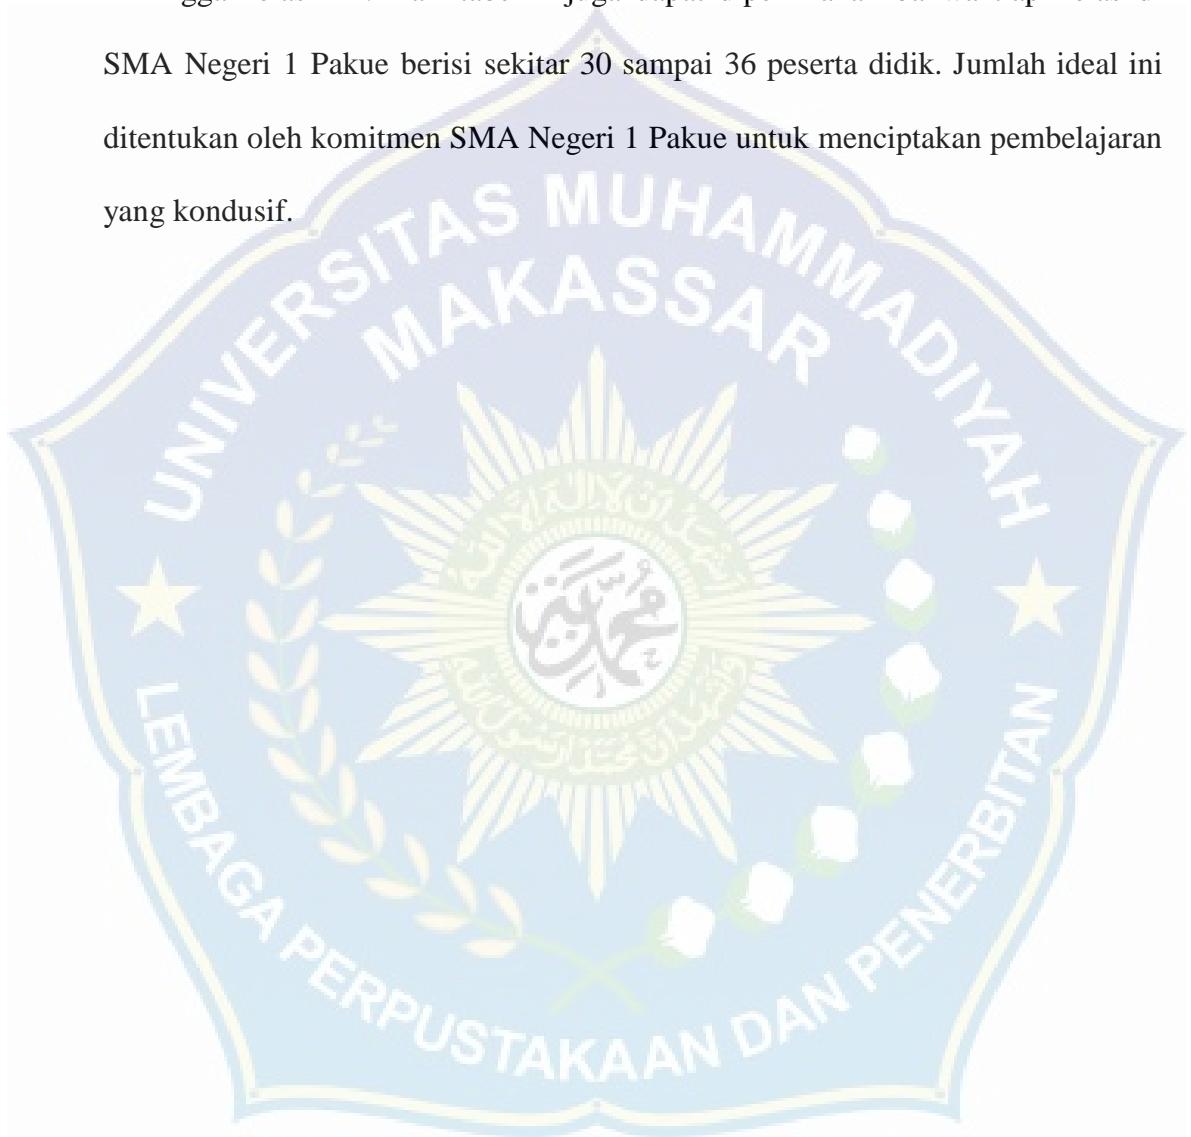 SMA Negeri 1 Pakue berisi sekitar 30 sampai 36 peserta didik. Jumlah ideal ini
ditentukan oleh komitmen SMA Negeri 1 Pakue untuk menciptakan pembelajaran
yang kondusif.
UNIVERSITAS MUHAMMADIYAH
MAKASSAR
LEMBAGA PERPUSTAKAAN DAN PENERBITAN